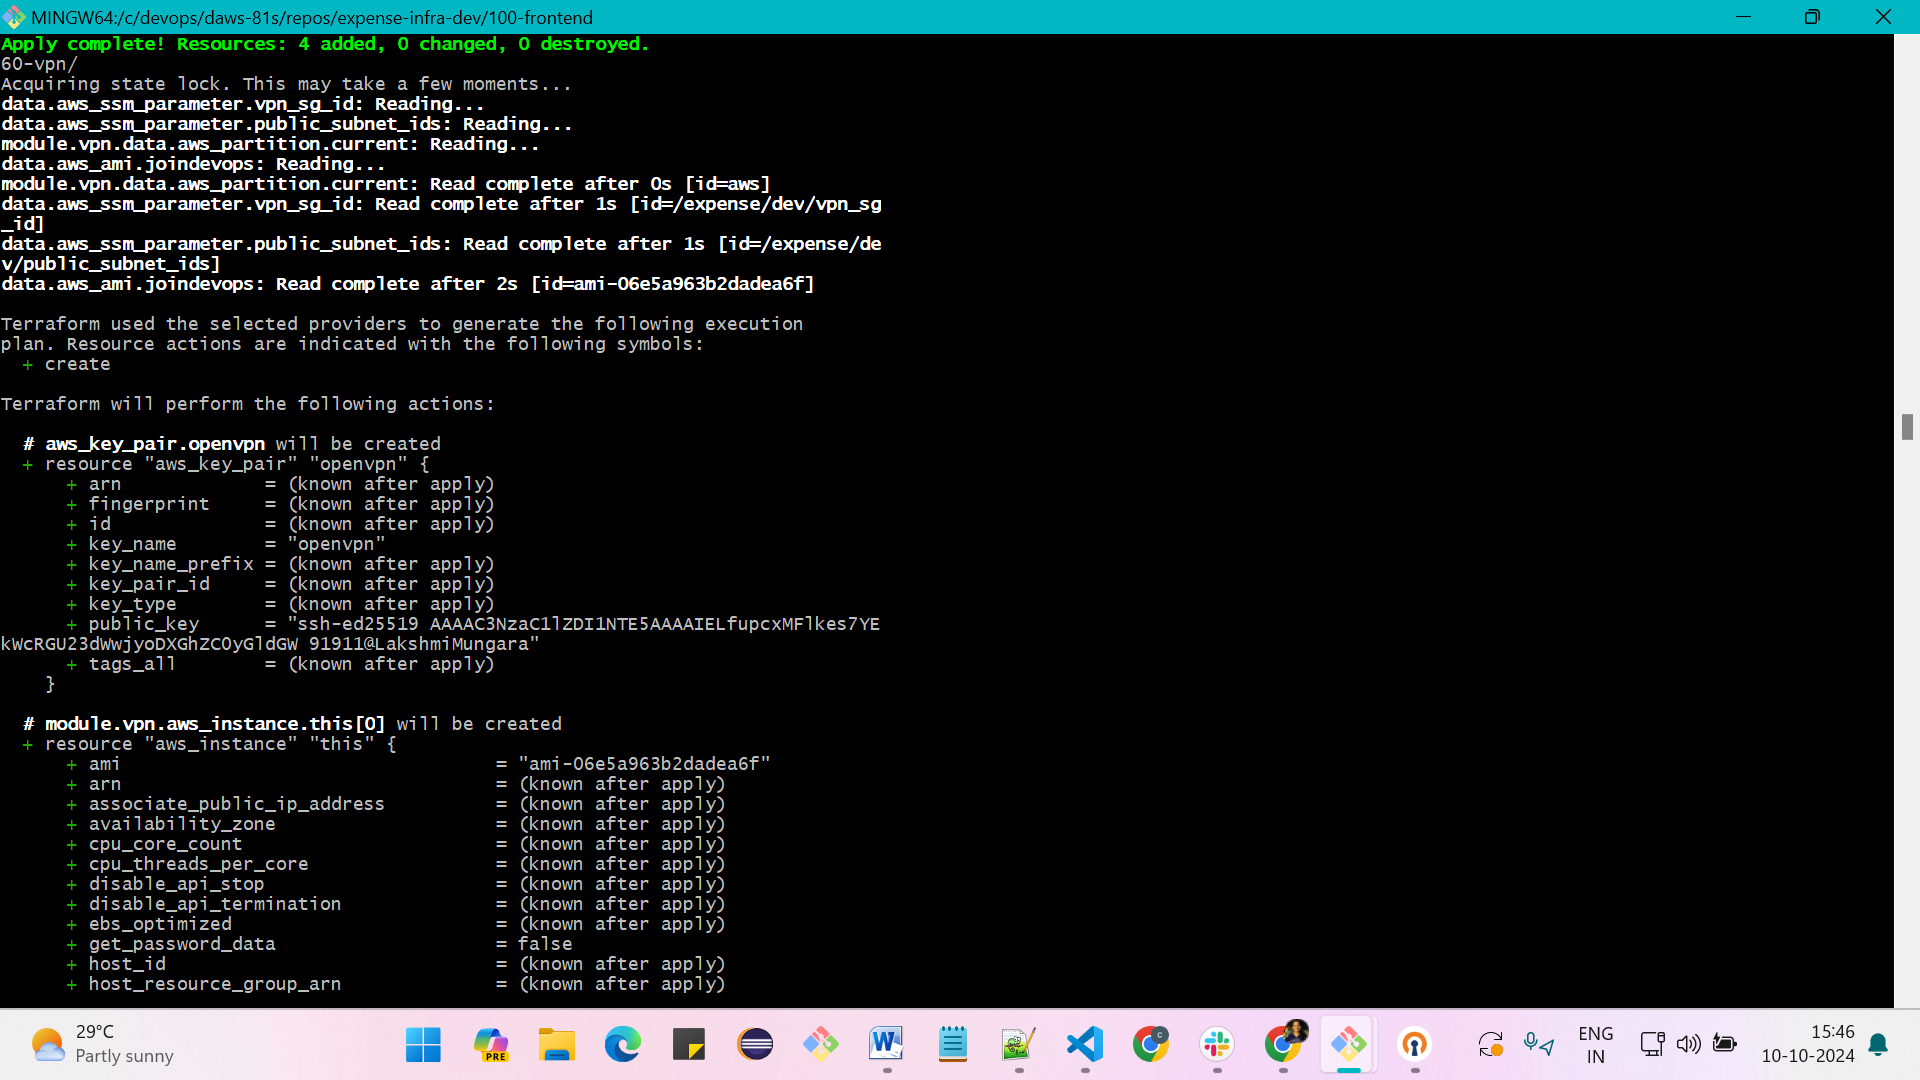 MINGW64:/c/devops/daws-81s/repos/expense-infra-dev/100-frontend
Apply complete! Resources: 4 added, 0 changed, 0 destroyed.
60-vpn/
Acquiring state lock. This may take a few moments...
data.aws_ssm_parameter.vpn_sg_id: Reading...
data.aws_ssm_parameter.public_subnet_ids: Reading...
module.vpn.data.aws_partition.current: Reading...
data.aws_ami.joindevops: Reading...
module.vpn.data.aws_partition.current: Read complete after 0s [id=aws]
data.aws_ssm_parameter.vpn_sg_id: Read complete after 1s [id=/expense/dev/vpn_sg
_id]
data.aws_ssm_parameter.public_subnet_ids: Read complete after 1s [id=/expense/de
v/public_subnet_ids]
data.aws_ami.joindevops: Read complete after 2s [id=ami-06e5a963b2dadea6f]
Terraform used the selected providers to generate the following execution
plan. Resource actions are indicated with the following symbols:
  + create
Terraform will perform the following actions:
  # aws_key_pair.openvpn will be created
  + resource "aws_key_pair" "openvpn" {
      + arn             = (known after apply)
      + fingerprint     = (known after apply)
      + id              = (known after apply)
      + key_name        = "openvpn"
      + key_name_prefix = (known after apply)
      + key_pair_id     = (known after apply)
      + key_type        = (known after apply)
      + public_key      = "ssh-ed25519 AAAAC3NzaC1lZDI1NTE5AAAAIELfupcxMFlkes7YE
kWcRGU23dWwjyoDXGhZCOyGldGW 91911@LakshmiMungara"
      + tags_all        = (known after apply)
    }
  # module.vpn.aws_instance.this[0] will be created
  + resource "aws_instance" "this" {
      + ami                                  = "ami-06e5a963b2dadea6f"
      + arn                                  = (known after apply)
      + associate_public_ip_address          = (known after apply)
      + availability_zone                    = (known after apply)
      + cpu_core_count                       = (known after apply)
      + cpu_threads_per_core                 = (known after apply)
      + disable_api_stop                     = (known after apply)
      + disable_api_termination              = (known after apply)
      + ebs_optimized                        = (known after apply)
      + get_password_data                    = false
      + host_id                              = (known after apply)
      + host_resource_group_arn              = (known after apply)
29°C
Partly sunny
PRE
ENG
IN
15:46
10-10-2024